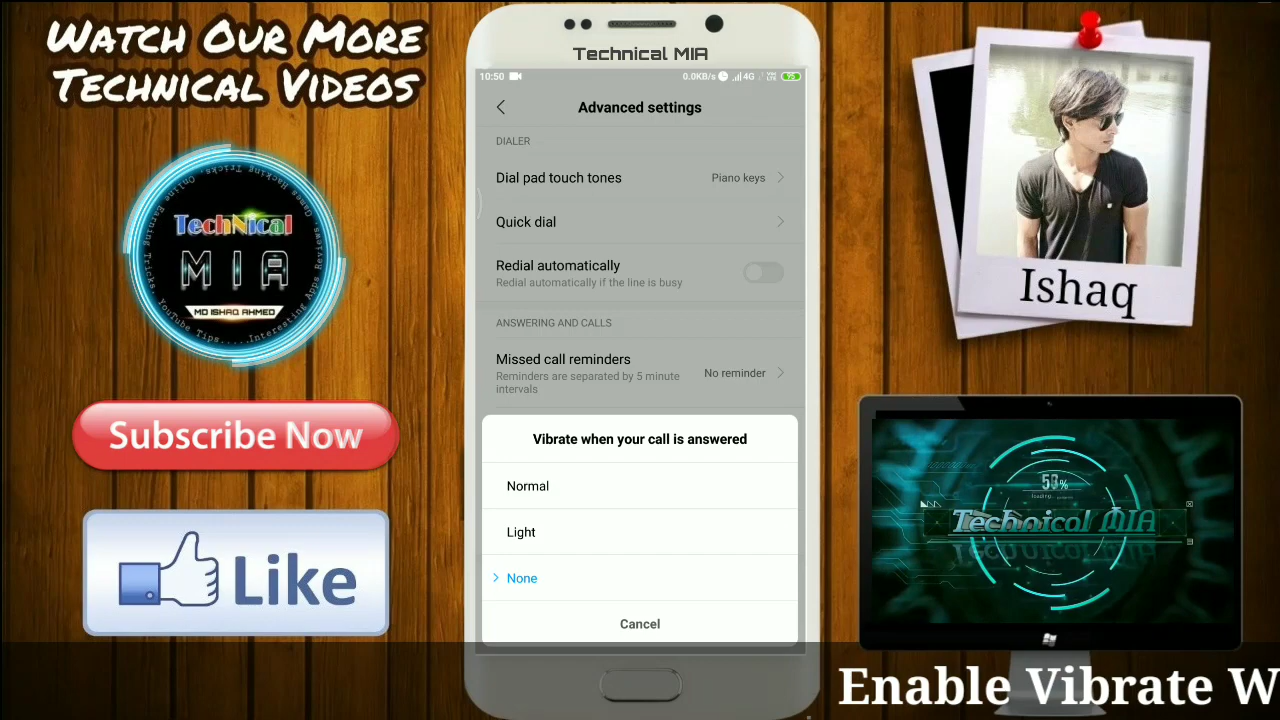 Watch Our More
Technical Videos
TechNical
MIA
MD ISHAQ AHMED
Subscribe Now
Like
Technical MIA
10:50
0.0KB/s
4G
95
Advanced settings
DIALER
Dial pad touch tones
Piano keys
Quick dial
Redial automatically
Redial automatically if the line is busy
ANSWERING AND CALLS
Missed call reminders
Reminders are separated by 5 minute
intervals
No reminder
Vibrate when your call is answered
Normal
Light
None
Cancel
Ishaq
loading
Technical MIA
Enable Vibrate W